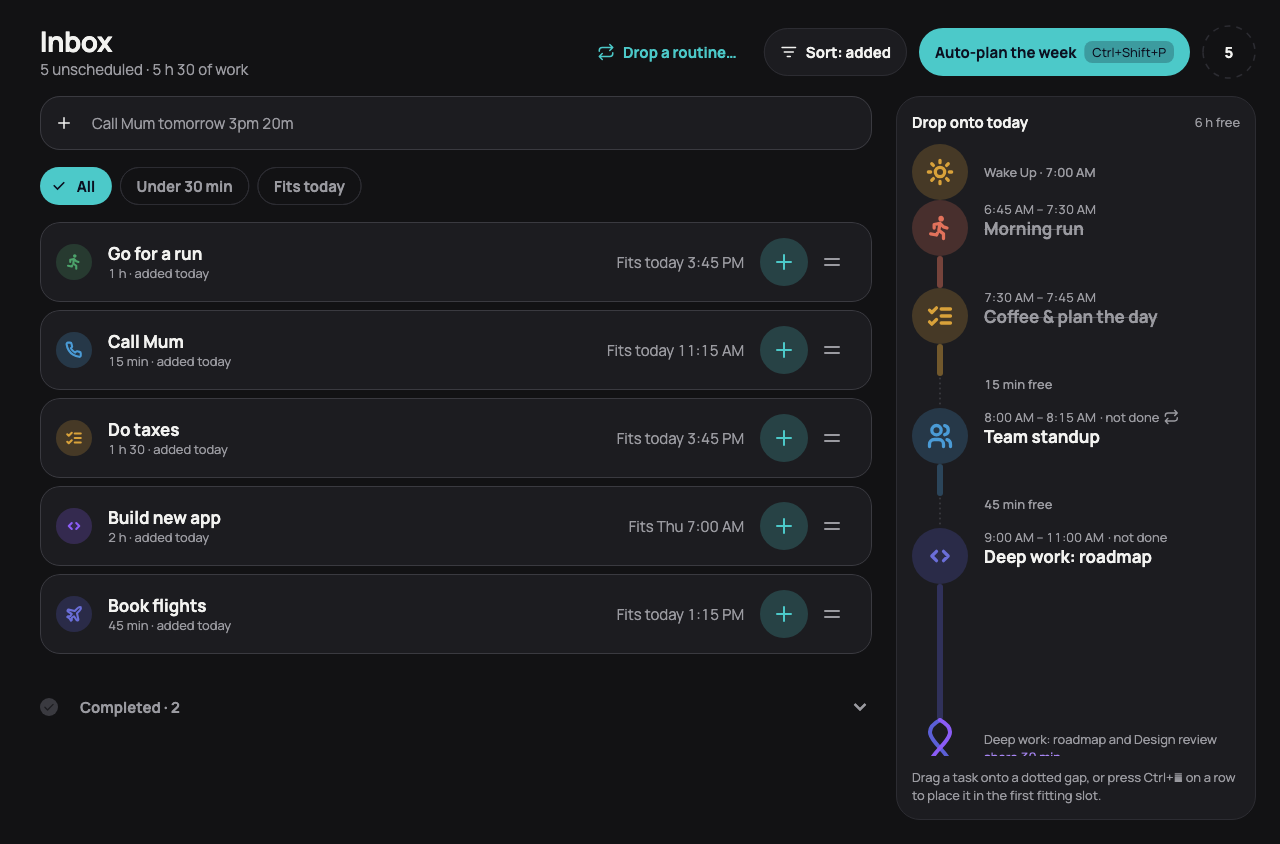 Inbox
5 unscheduled · 5 h 30 of work
Drop a routine...
Sort: added
Auto-plan the week Ctrl+Shift+P
5
Call Mum tomorrow 3pm 20m
All
Under 30 min
Fits today
Go for a run
1 h · added today
Fits today 3:45 PM
Call Mum
15 min · added today
Fits today 11:15 AM
Do taxes
1 h 30 · added today
Fits today 3:45 PM
Build new app
2 h · added today
Fits Thu 7:00 AM
Book flights
45 min · added today
Fits today 1:15 PM
Completed · 2
Drop onto today
6 h free
Wake Up · 7:00 AM
6:45 AM – 7:30 AM
Morning run
7:30 AM – 7:45 AM
Coffee & plan the day
15 min free
8:00 AM – 8:15 AM · not done
Team standup
45 min free
9:00 AM – 11:00 AM · not done
Deep work: roadmap
Deep work: roadmap and Design review
share 30 min
Drag a task onto a dotted gap, or press Ctrl+ on a row
to place it in the first fitting slot.